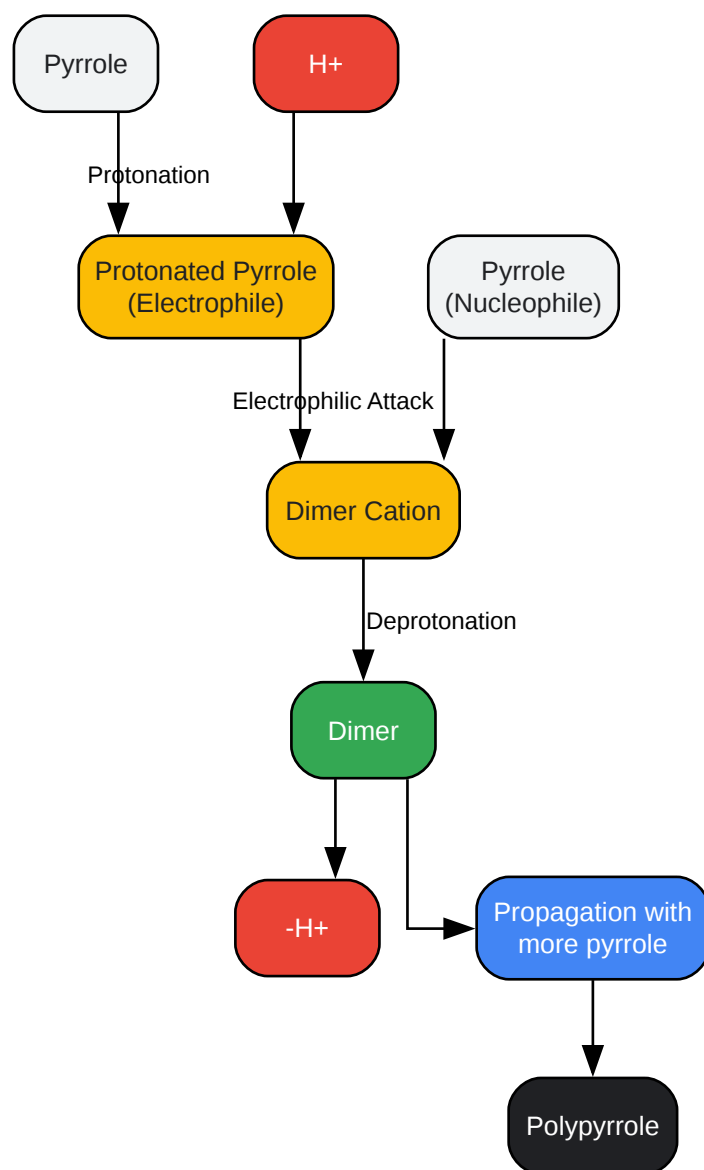 Pyrrole
H+
Protonation
Protonated Pyrrole
(Electrophile)
Pyrrole
(Nucleophile)
Electrophilic Attack
Dimer Cation
Deprotonation
Dimer
-H+
Propagation with
more pyrrole
Polypyrrole